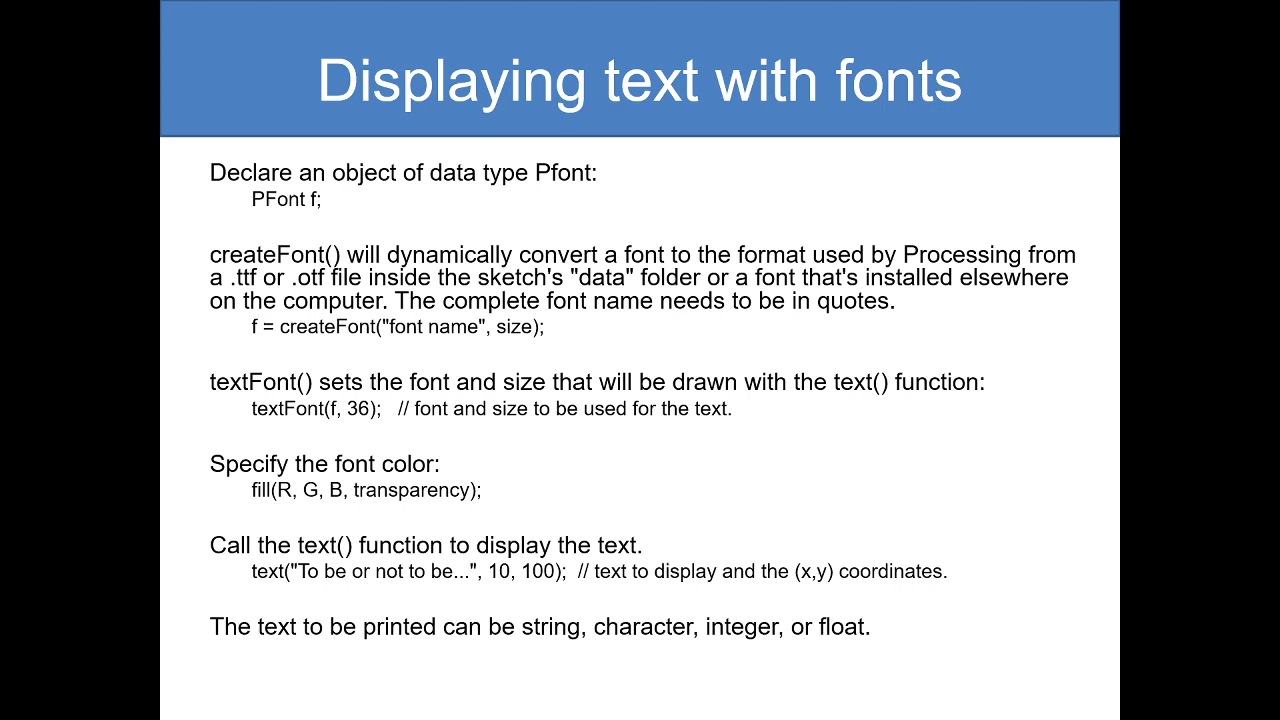 Displaying text with fonts
Declare an object of data type Pfont:
PFont f;
createFont() will dynamically convert a font to the format used by Processing from
a .ttf or .otf file inside the sketch's "data" folder or a font that's installed elsewhere
on the computer. The complete font name needs to be in quotes.
f = createFont("font name", size);
textFont() sets the font and size that will be drawn with the text() function:
textFont(f, 36);   // font and size to be used for the text.
Specify the font color:
fill(R, G, B, transparency);
Call the text() function to display the text.
text("To be or not to be...", 10, 100);  // text to display and the (x,y) coordinates.
The text to be printed can be string, character, integer, or float.